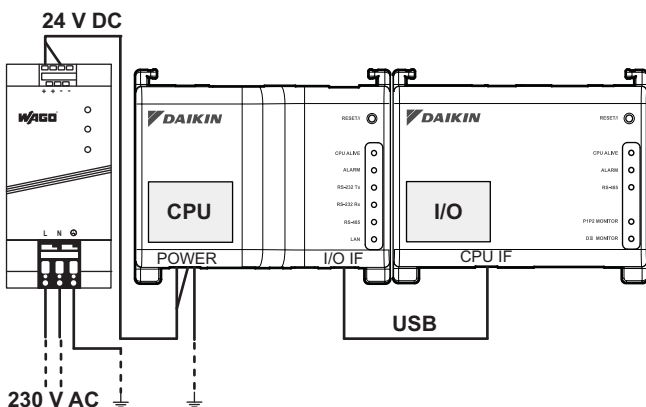 24 V DC
+ + - -
WAGO
L N
230 V AC
DAIKIN
RESET/I
CPU ALIVE
ALARM
RS-232 Tx
RS-232 Rx
RS-485
LAN
CPU
POWER
I/O IF
DAIKIN
RESET/I
CPU ALIVE
ALARM
RS-485
P1P2 MONITOR
DIII MONITOR
I/O
CPU IF
USB